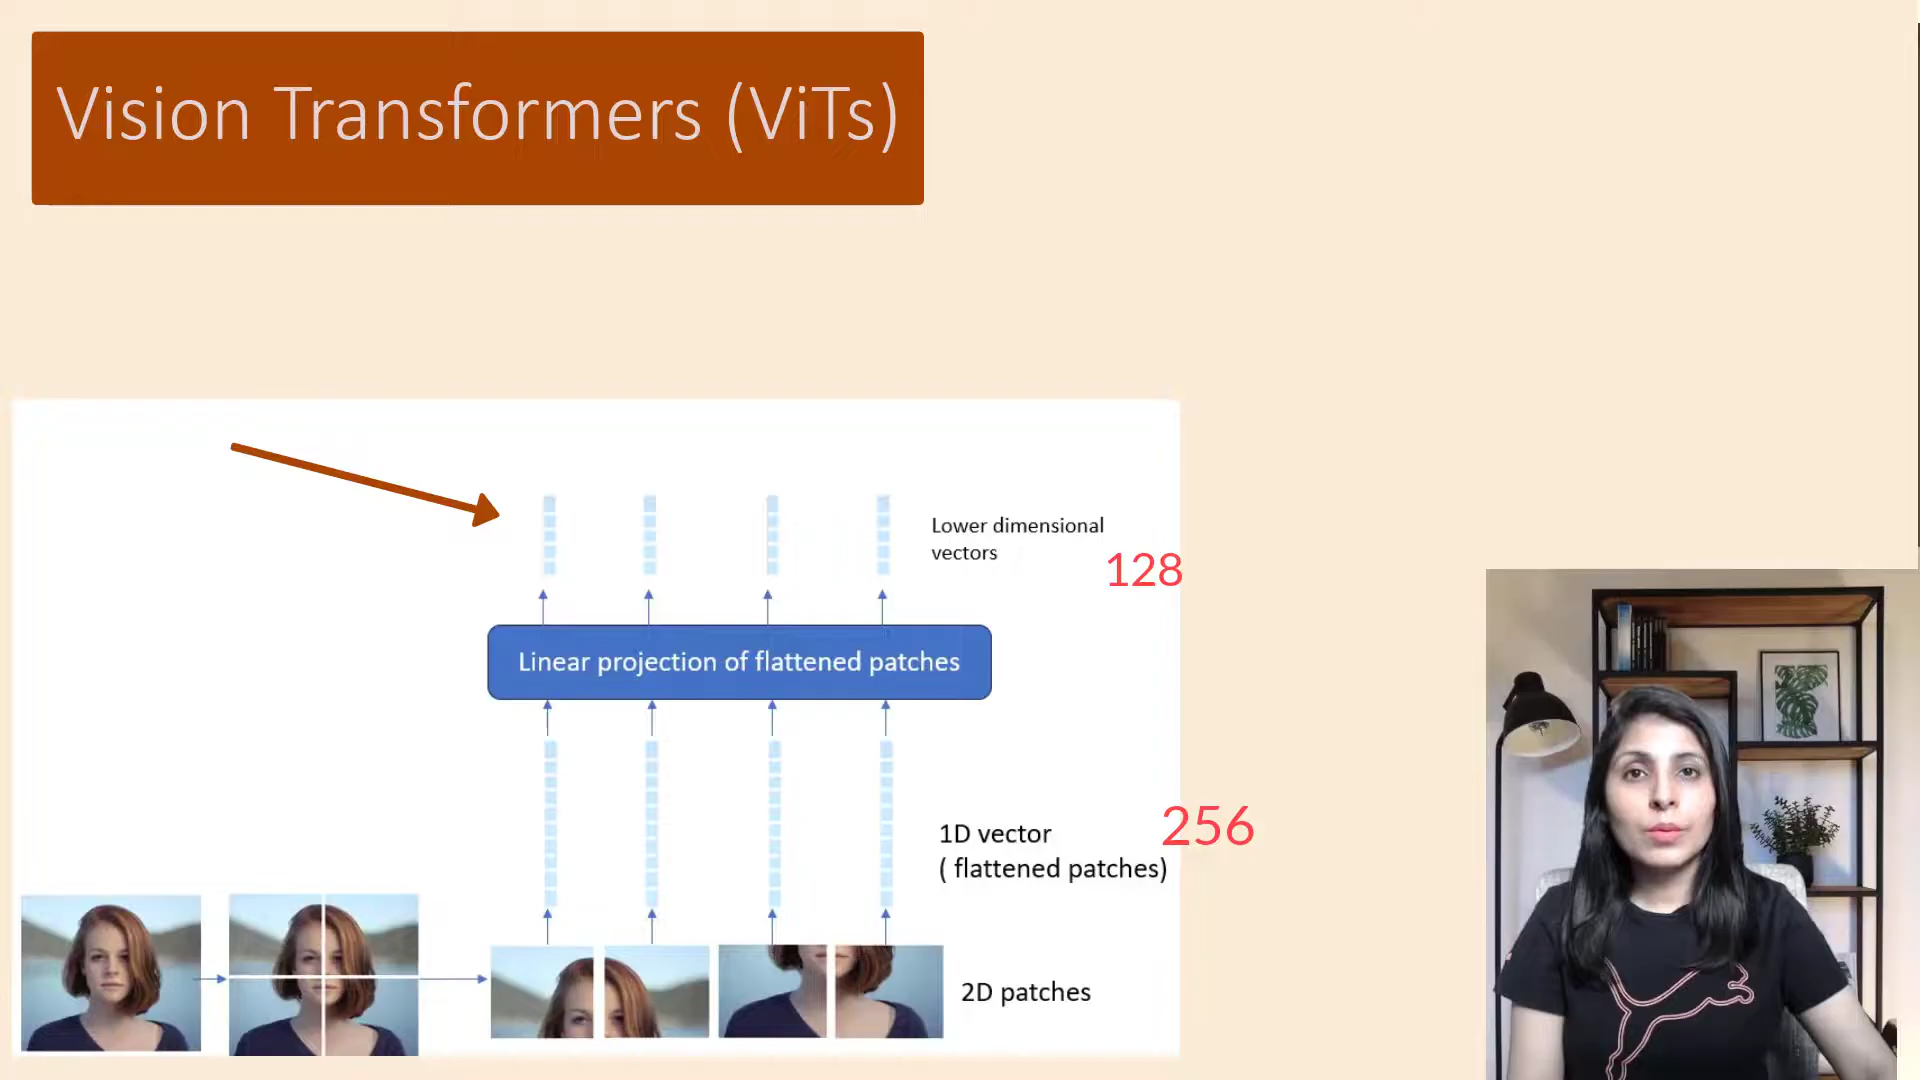 Vision Transformers (ViTs)
Lower dimensional
vectors
128
Linear projection of flattened patches
1D vector
( flattened patches)
256
2D patches